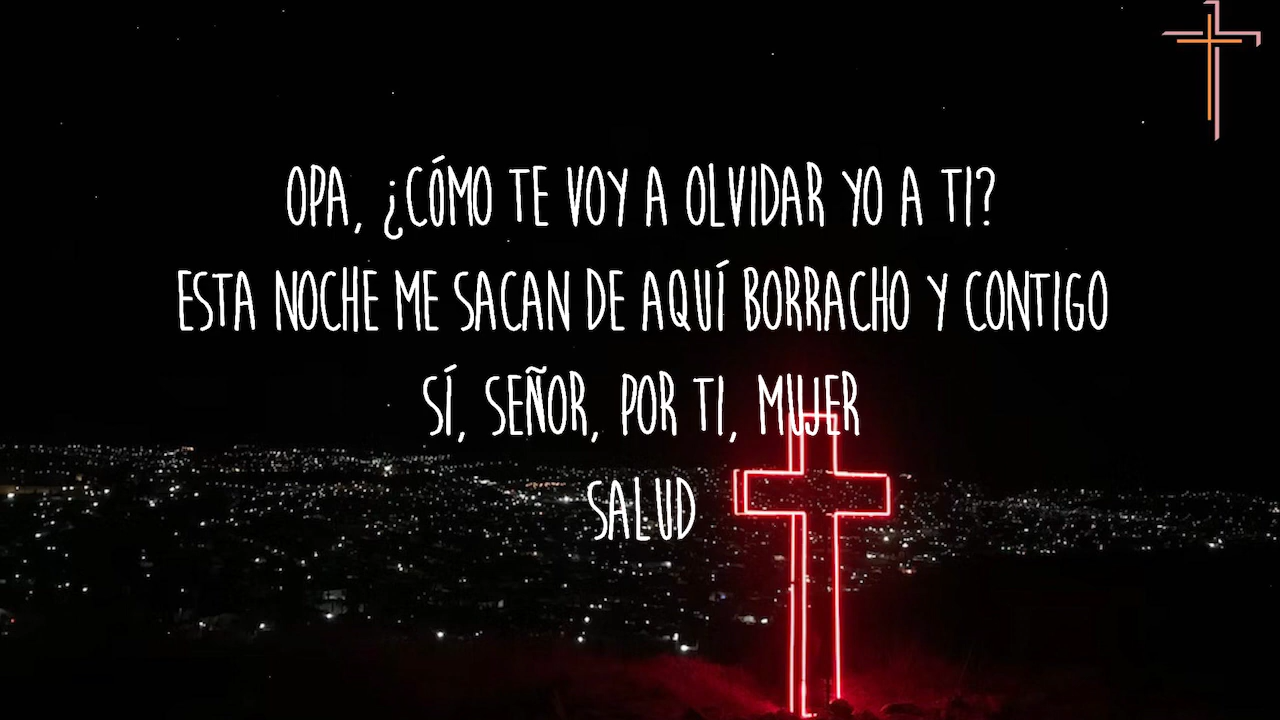 OPA, ¿CÓMO TE VOY A OLVIDAR YO A TI?
ESTA NOCHE ME SACAN DE AQUÍ BORRACHO Y CONTIGO
SÍ, SEÑOR, POR TI, MUJER
SALUD